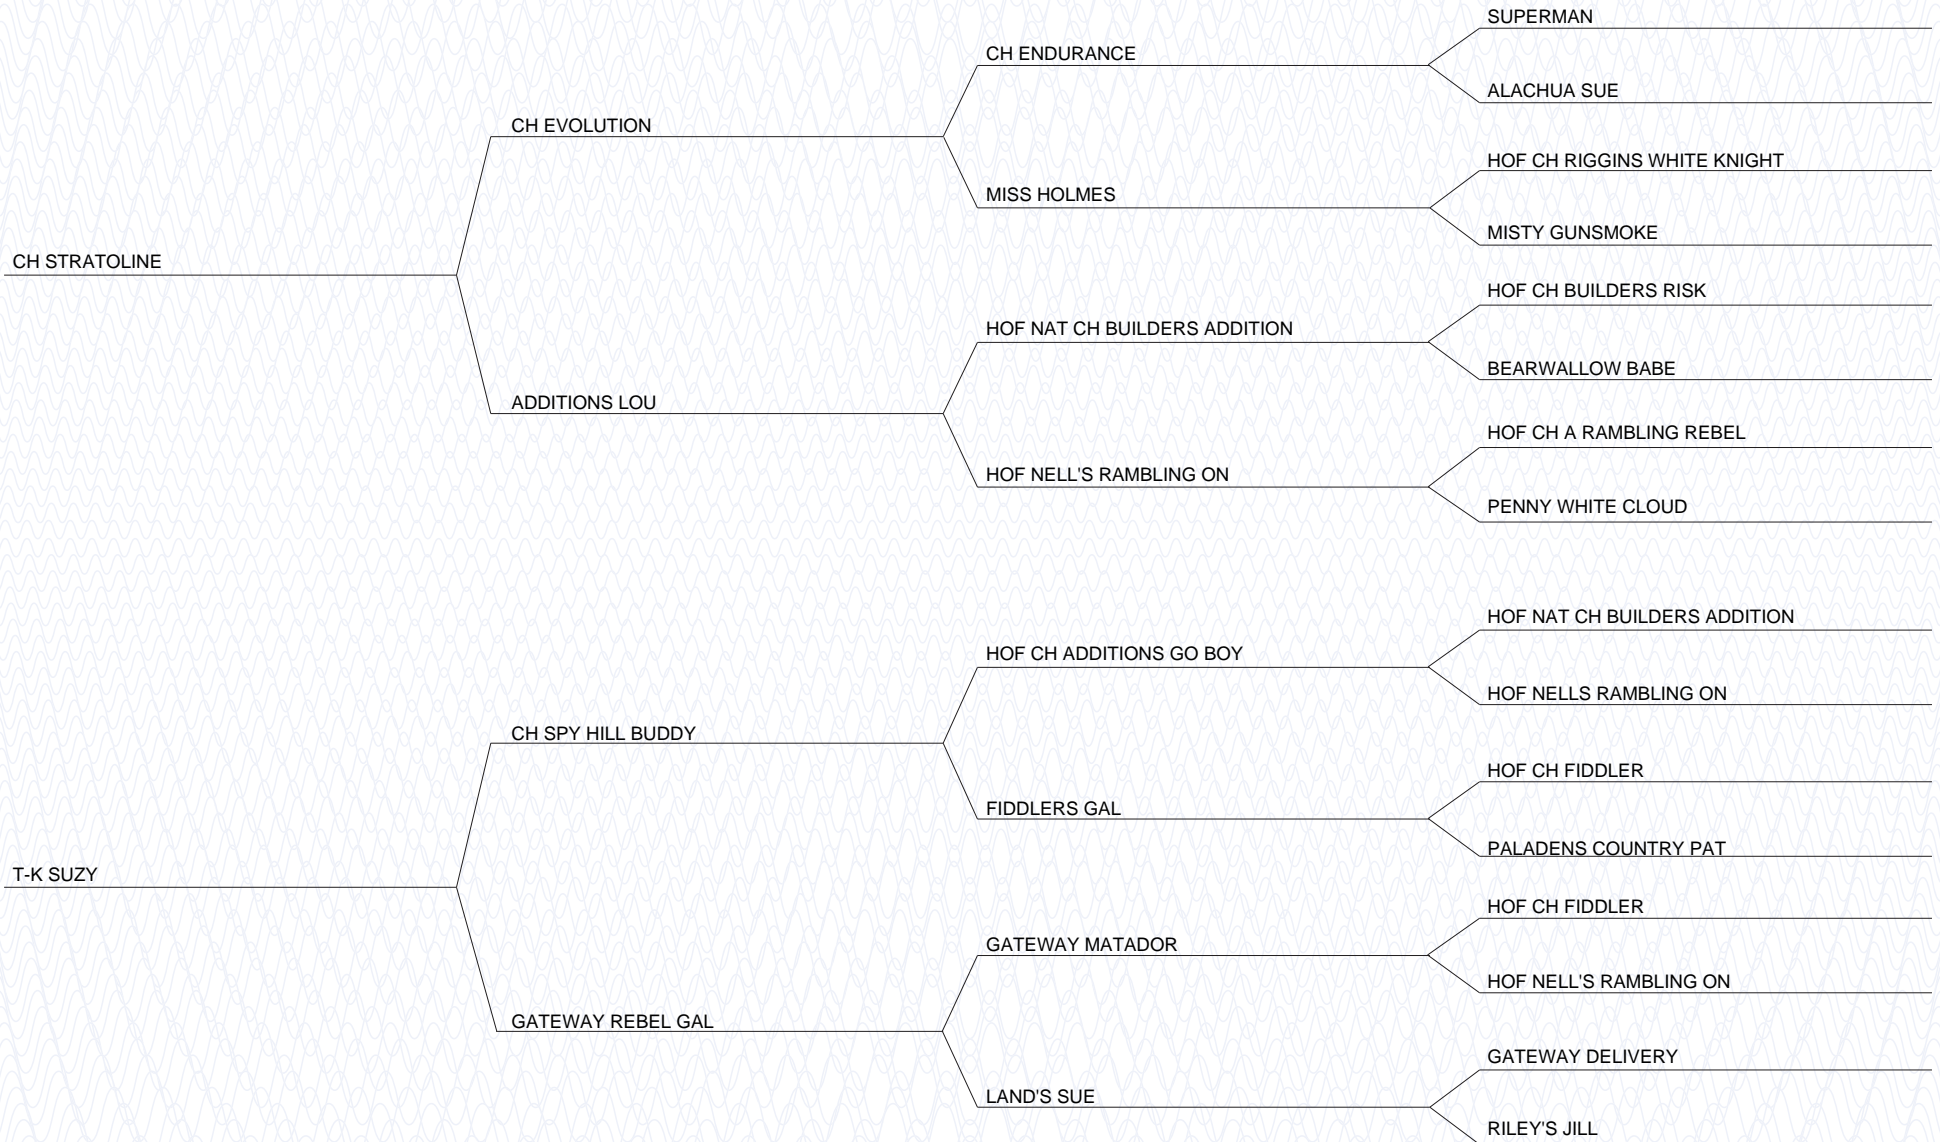 SUPERMAN
CH ENDURANCE
ALACHUA SUE
CH EVOLUTION
HOF CH RIGGINS WHITE KNIGHT
MISS HOLMES
MISTY GUNSMOKE
CH STRATOLINE
HOF CH BUILDERS RISK
HOF NAT CH BUILDERS ADDITION
BEARWALLOW BABE
ADDITIONS LOU
HOF CH A RAMBLING REBEL
HOF NELL'S RAMBLING ON
PENNY WHITE CLOUD
HOF NAT CH BUILDERS ADDITION
HOF CH ADDITIONS GO BOY
HOF NELLS RAMBLING ON
CH SPY HILL BUDDY
HOF CH FIDDLER
FIDDLERS GAL
PALADENS COUNTRY PAT
T-K SUZY
HOF CH FIDDLER
GATEWAY MATADOR
HOF NELL'S RAMBLING ON
GATEWAY REBEL GAL
GATEWAY DELIVERY
LAND'S SUE
RILEY'S JILL